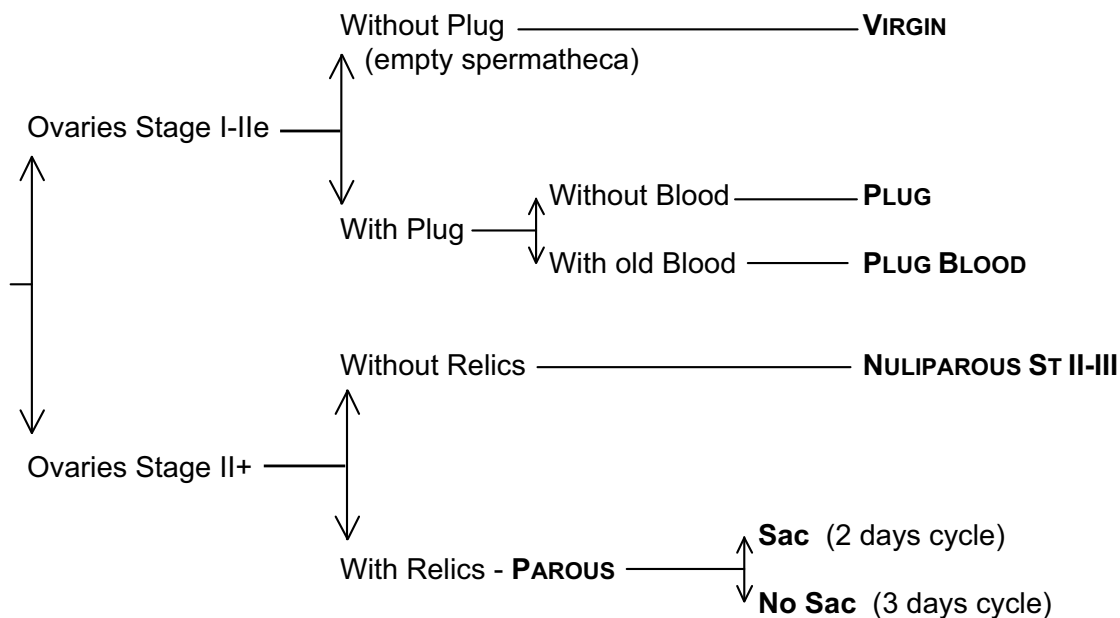 Without Plug VIRGIN
(empty spermatheca)
Ovaries Stage I-IIe
Without Blood PLUG
With Plug
With old Blood PLUG BLOOD
Without Relics NULIPAROUS ST II-III
Ovaries Stage II+
Sac (2 days cycle)
With Relics - PAROUS
No Sac (3 days cycle)